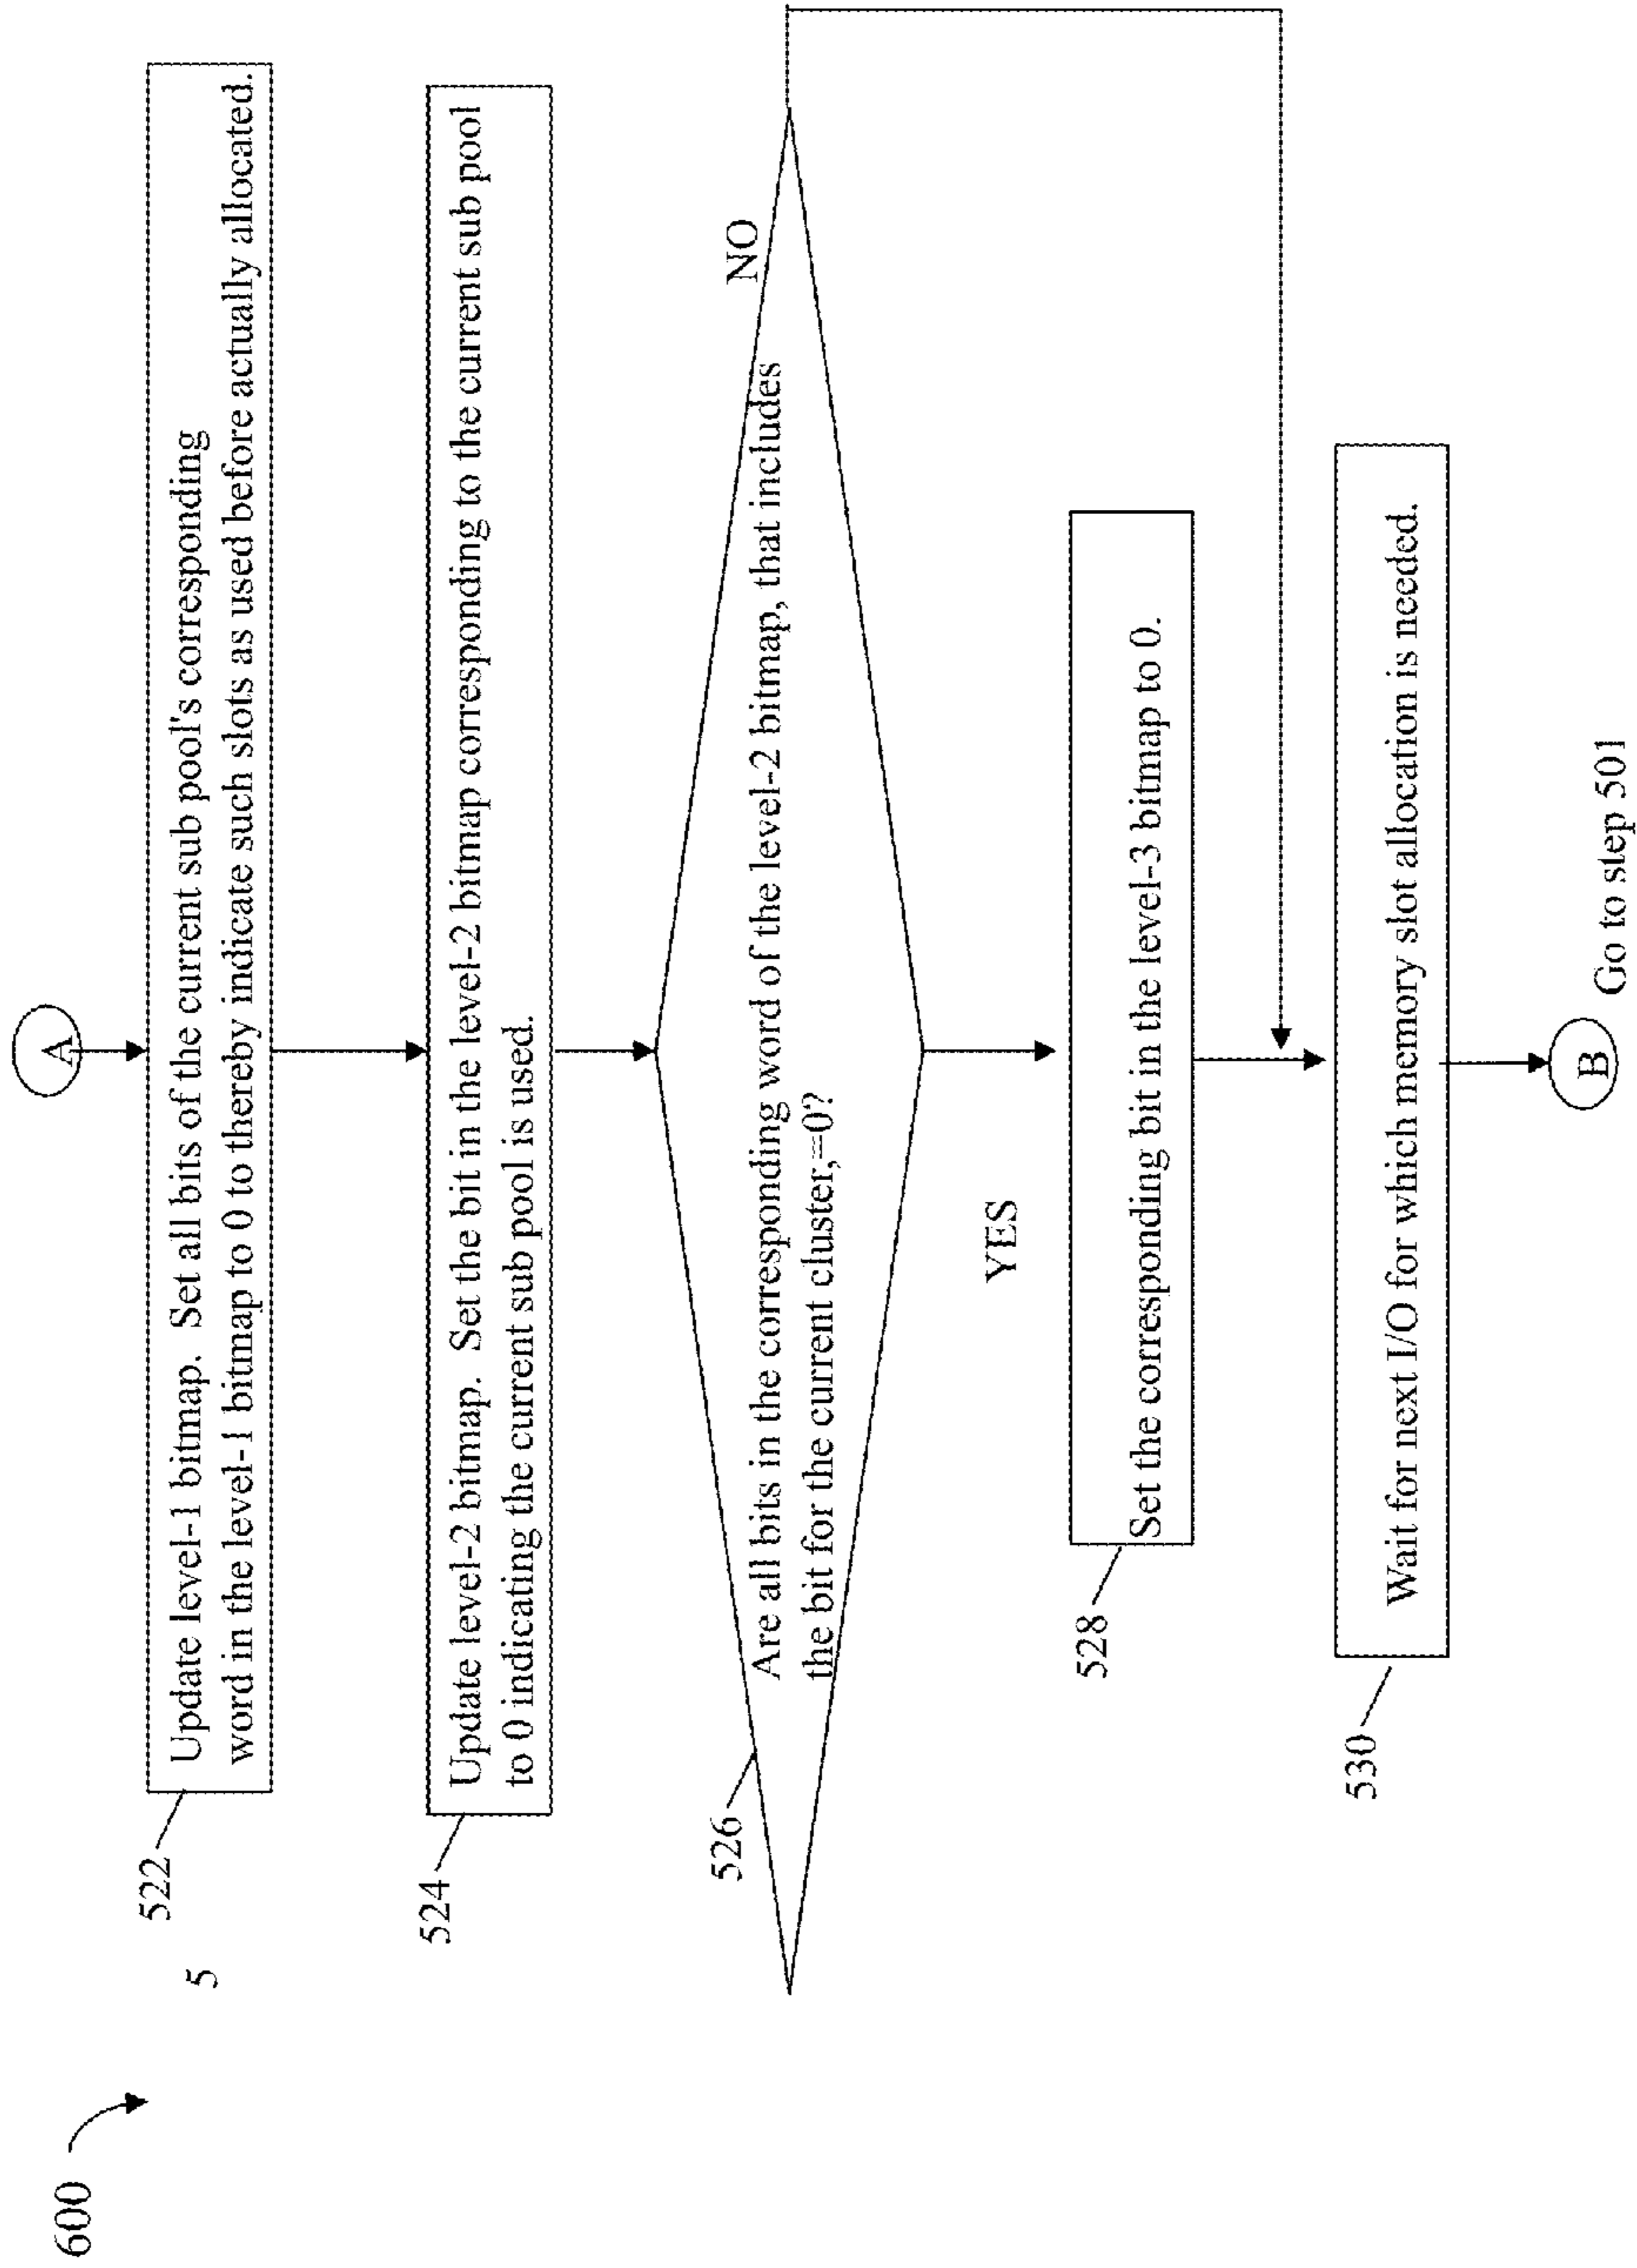 600
A
522
5
Update level-1 bitmap. Set all bits of the current sub pool's corresponding
word in the level-1 bitmap to 0 to thereby indicate such slots as used before actually allocated.
524
Update level-2 bitmap. Set the bit in the level-2 bitmap corresponding to the current sub pool
to 0 indicating the current sub pool is used.
526
Are all bits in the corresponding word of the level-2 bitmap, that includes
the bit for the current cluster,=0?
NO
YES
528
Set the corresponding bit in the level-3 bitmap to 0.
530
Wait for next I/O for which memory slot allocation is needed.
B
Go to step 501